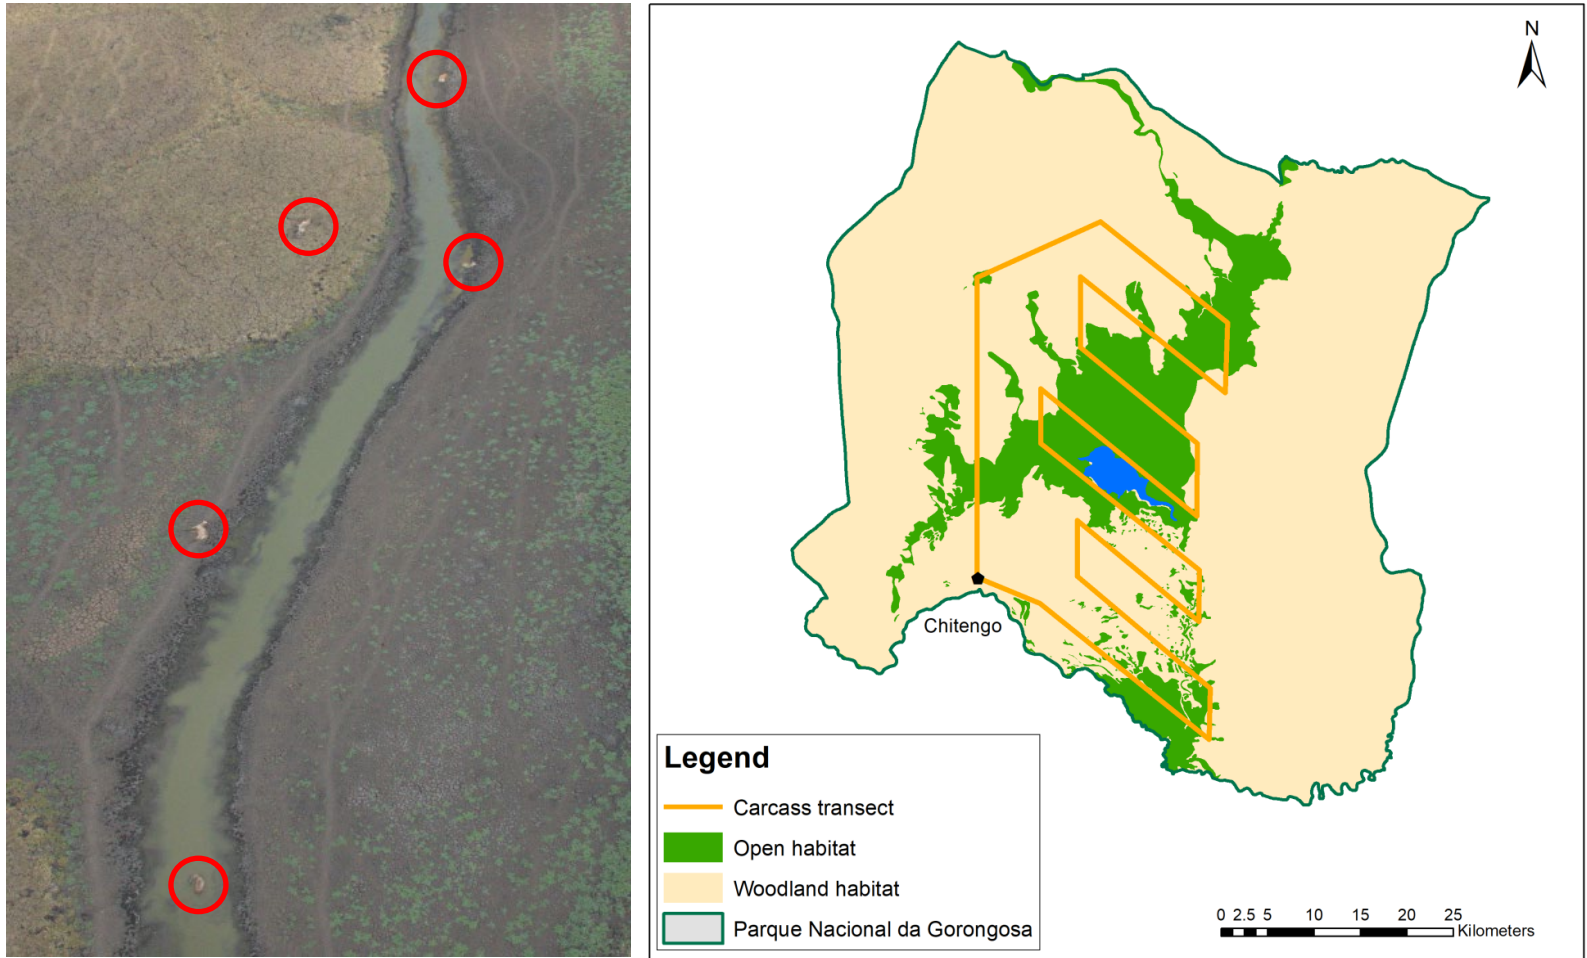 N
Chitengo
Legend
Carcass transect
Open habitat
Woodland habitat
Parque Nacional da Gorongosa
0 2.5 5 10 15 20 25
Kilometers